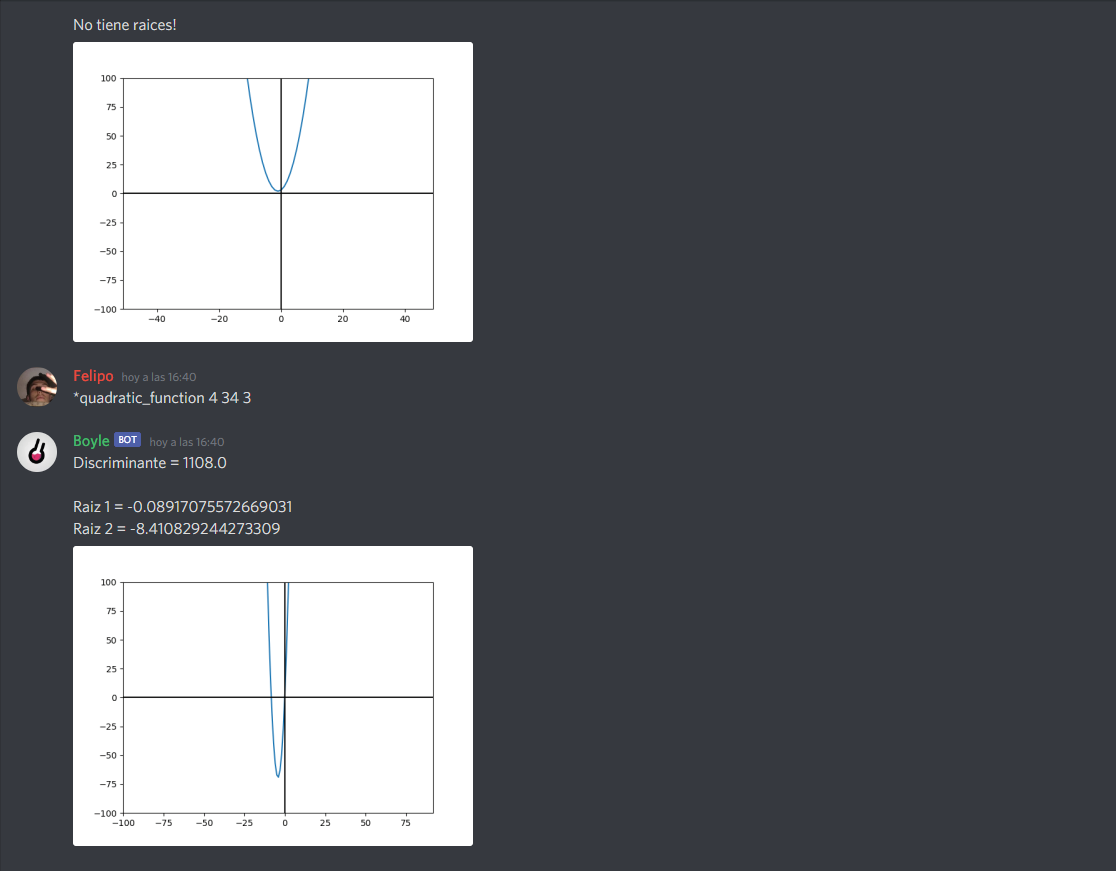 No tiene raices!
100
75
50
25
0
−25
−50
−75
−100
−40 −20 0 20 40
Felipo hoy a las 16:40
*quadratic_function 4 34 3
Boyle BOT hoy a las 16:40
Discriminante = 1108.0
Raiz 1 = -0.08917075572669031
Raiz 2 = -8.410829244273309
100
75
50
25
0
−25
−50
−75
−100
−100 −75 −50 −25 0 25 50 75